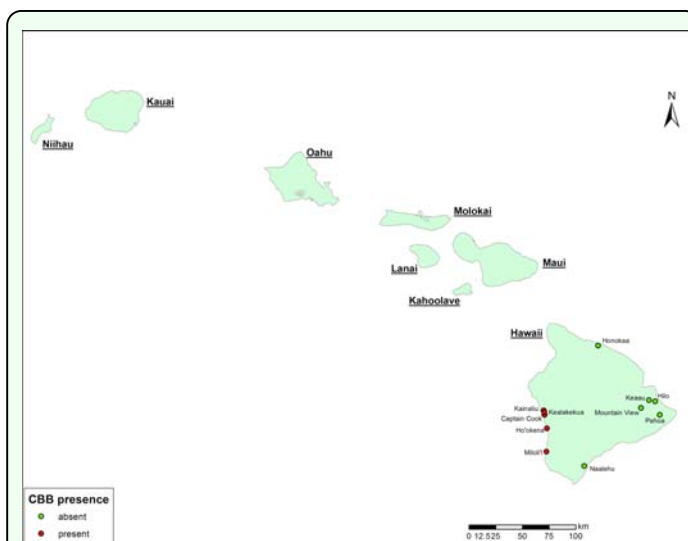 Kauai
N
Niihau
Oahu
Molokai
Lanai
Maui
Kahoolave
Hawaii
Honokaa
Keaau
Hilo
Kainaliu
Kealakekua
Mountain View
Captain Cook
Pahoa
Ho'okena
Miloli'i
Naalehu
CBB presence
absent
present
km
0 12.525 50 75 100